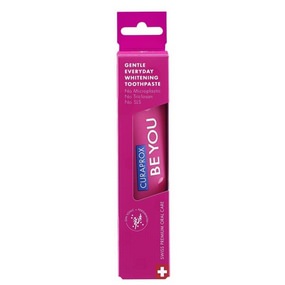 GENTLE
EVERYDAY
WHITENING
TOOTHPASTE
No Microplastic
No Triclosan
No SLS
CURAPROX
BE YOU
SWISS PREMIUM ORAL CARE